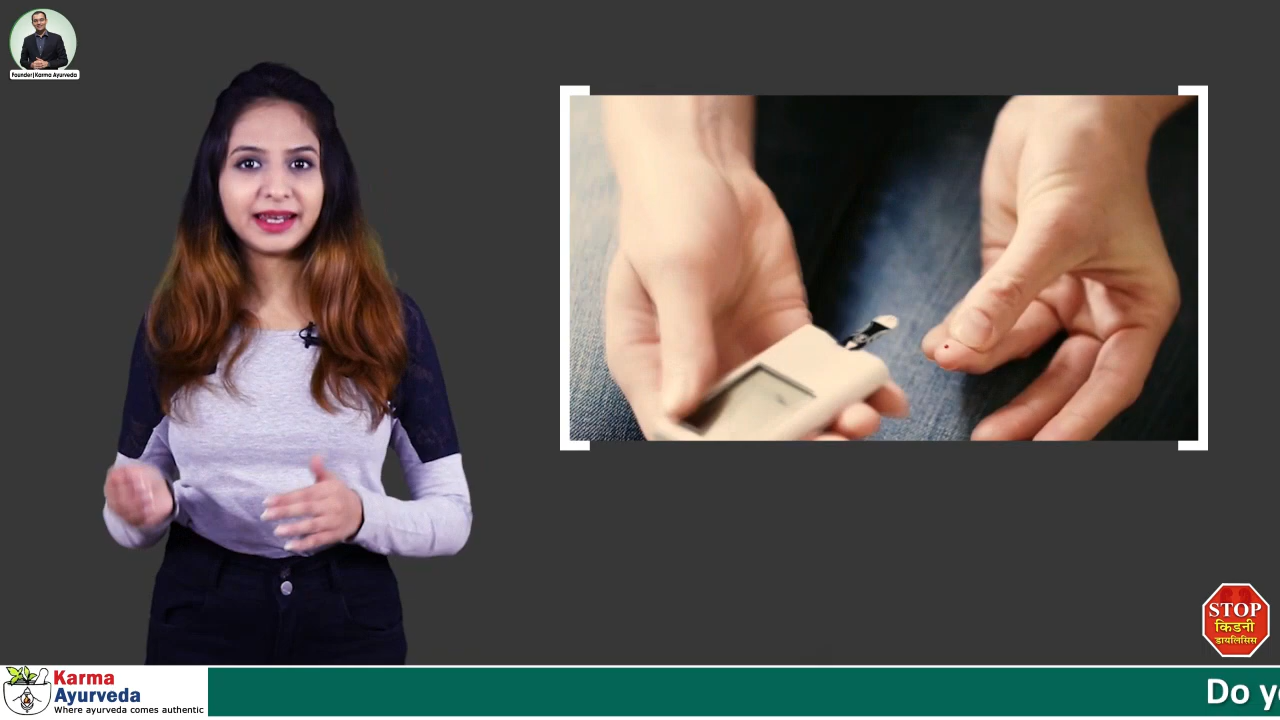 Founder|Karma Ayurveda
STOP
किडनी
डायलिसिस
Karma
Ayurveda
Where ayurveda comes authentic
Do